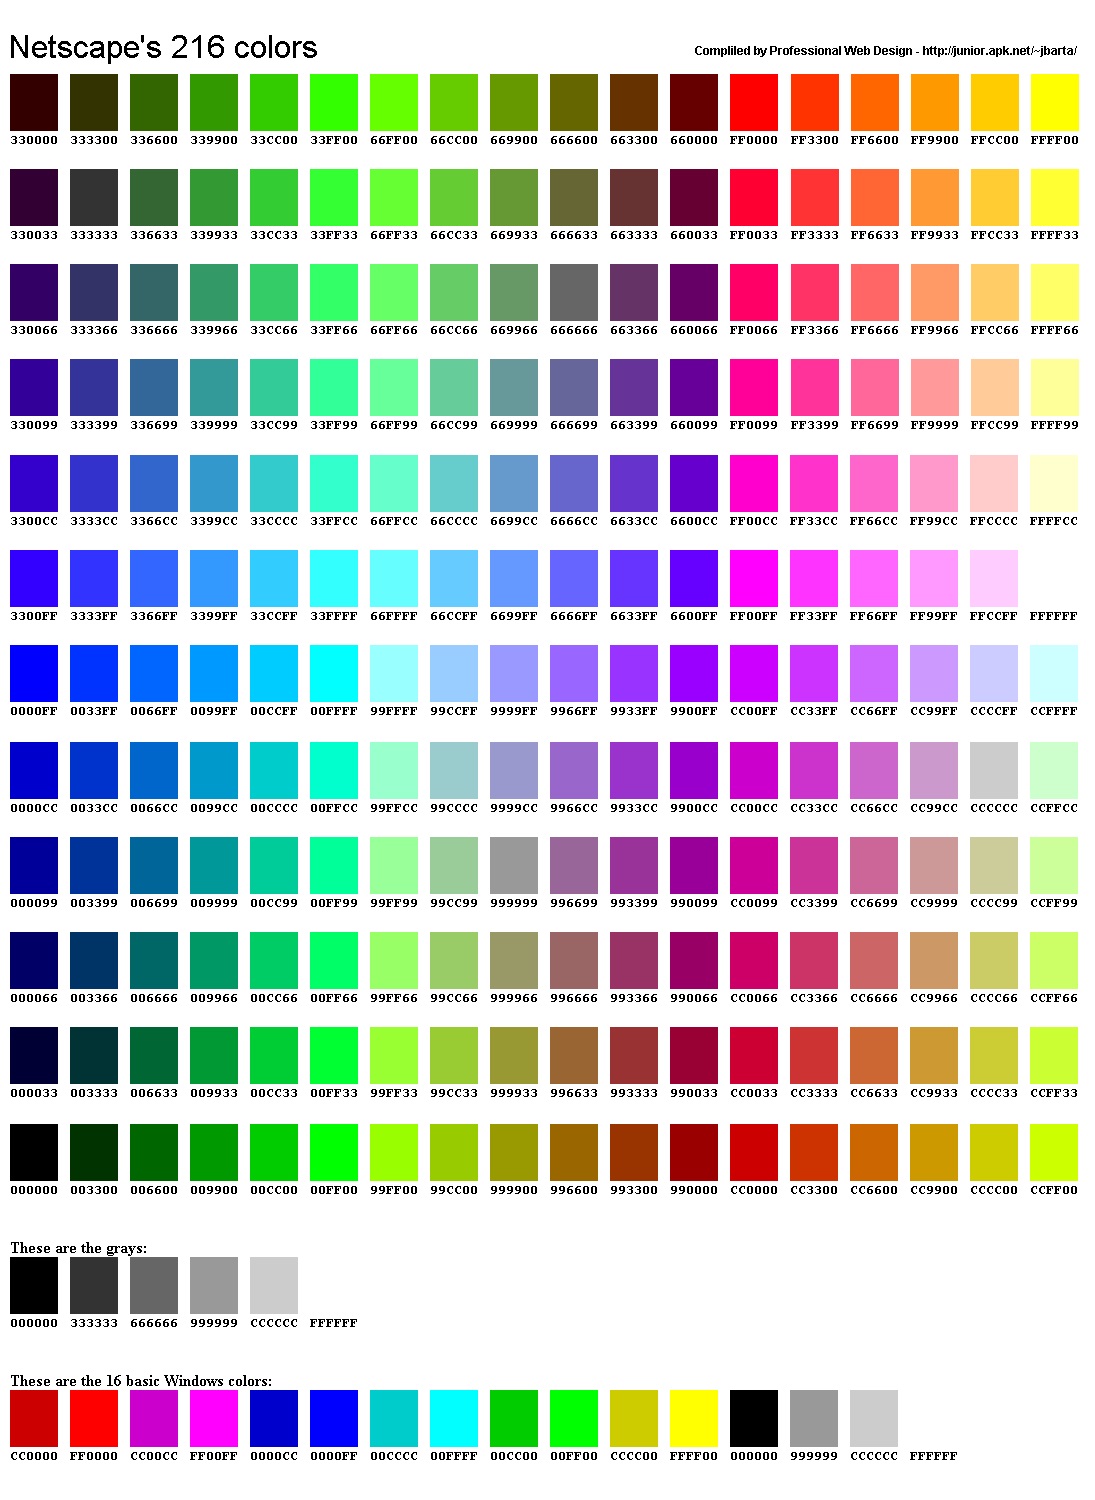 Netscape's 216 colors
Compliled by Professional Web Design - http://junior.apk.net/~jbarta/
330000 333300 336600 339900 33CC00 33FF00 66FF00 66CC00 669900 666600 663300 660000 FF0000 FF3300 FF6600 FF9900 FFCC00 FFFF00
330033 333333 336633 339933 33CC33 33FF33 66FF33 66CC33 669933 666633 663333 660033 FF0033 FF3333 FF6633 FF9933 FFCC33 FFFF33
330066 333366 336666 339966 33CC66 33FF66 66FF66 66CC66 669966 666666 663366 660066 FF0066 FF3366 FF6666 FF9966 FFCC66 FFFF66
330099 333399 336699 339999 33CC99 33FF99 66FF99 66CC99 669999 666699 663399 660099 FF0099 FF3399 FF6699 FF9999 FFCC99 FFFF99
3300CC 3333CC 3366CC 3399CC 33CCCC 33FFCC 66FFCC 66CCCC 6699CC 6666CC 6633CC 6600CC FF00CC FF33CC FF66CC FF99CC FFCCCC FFFFCC
3300FF 3333FF 3366FF 3399FF 33CCFF 33FFFF 66FFFF 66CCFF 6699FF 6666FF 6633FF 6600FF FF00FF FF33FF FF66FF FF99FF FFCCFF FFFFFF
0000FF 0033FF 0066FF 0099FF 00CCFF 00FFFF 99FFFF 99CCFF 9999FF 9966FF 9933FF 9900FF CC00FF CC33FF CC66FF CC99FF CCCCFF CCFFFF
0000CC 0033CC 0066CC 0099CC 00CCCC 00FFCC 99FFCC 99CCCC 9999CC 9966CC 9933CC 9900CC CC00CC CC33CC CC66CC CC99CC CCCCCC CCFFCC
000099 003399 006699 009999 00CC99 00FF99 99FF99 99CC99 999999 996699 993399 990099 CC0099 CC3399 CC6699 CC9999 CCCC99 CCFF99
000066 003366 006666 009966 00CC66 00FF66 99FF66 99CC66 999966 996666 993366 990066 CC0066 CC3366 CC6666 CC9966 CCCC66 CCFF66
000033 003333 006633 009933 00CC33 00FF33 99FF33 99CC33 999933 996633 993333 990033 CC0033 CC3333 CC6633 CC9933 CCCC33 CCFF33
000000 003300 006600 009900 00CC00 00FF00 99FF00 99CC00 999900 996600 993300 990000 CC0000 CC3300 CC6600 CC9900 CCCC00 CCFF00
These are the grays:
000000 333333 666666 999999 CCCCCC FFFFFF
These are the 16 basic Windows colors:
CC0000 FF0000 CC00CC FF00FF 0000CC 0000FF 00CCCC 00FFFF 00CC00 00FF00 CCCC00 FFFF00 000000 999999 CCCCCC FFFFFF